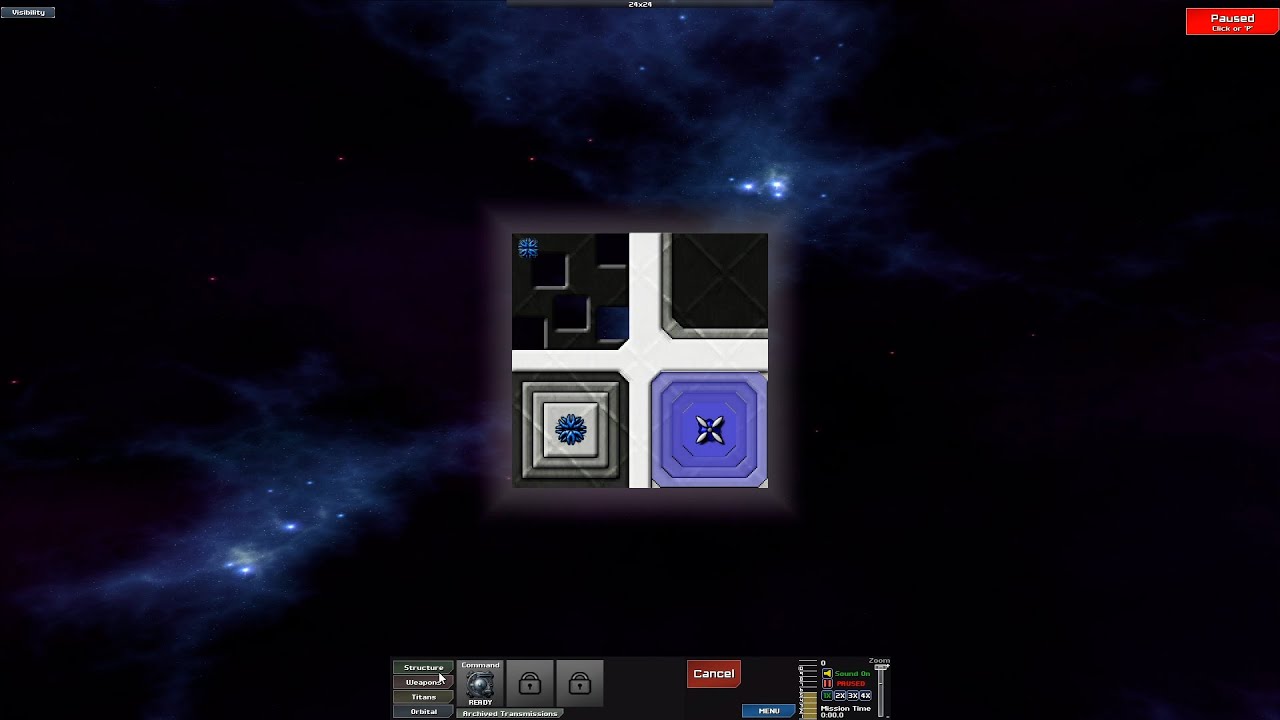 Visibility
24x24
Paused
Click or 'P'
Structure
Weapons
Titans
Orbital
Command
READY
Archived Transmissions
Cancel
MENU
0
Sound On
PAUSED
1X 2X 3X 4X
Mission Time
0:00.0
Zoom